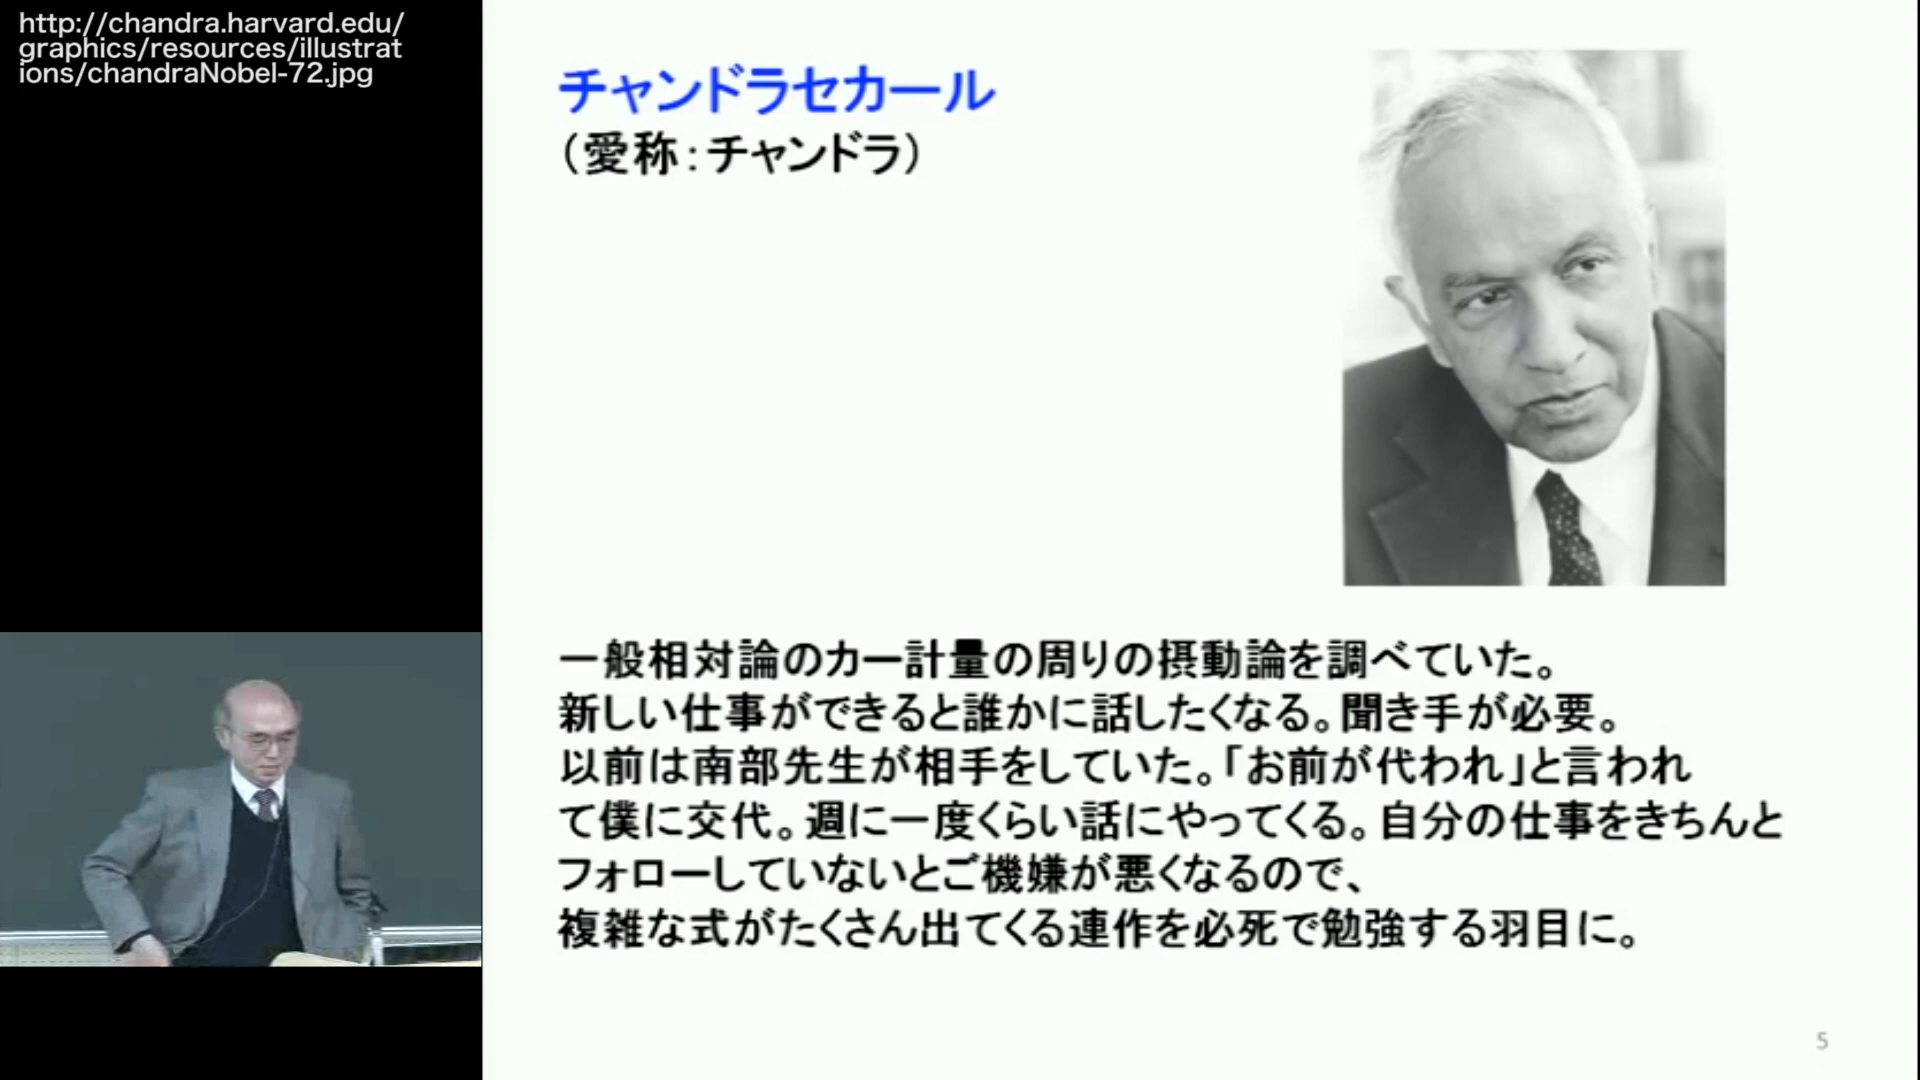 http://chandra.harvard.edu/
graphics/resources/illustrat
ions/chandraNobel-72.jpg
チャンドラセカール
（愛称：チャンドラ）
一般相対論のカー計量の周りの摂動論を調べていた。
新しい仕事ができると誰かに話したくなる。聞き手が必要。
以前は南部先生が相手をしていた。「お前が代われ」と言われ
て僕に交代。週に一度くらい話にやってくる。自分の仕事をきちんと
フォローしていないとご機嫌が悪くなるので、
複雑な式がたくさん出てくる連作を必死で勉強する羽目に。
5